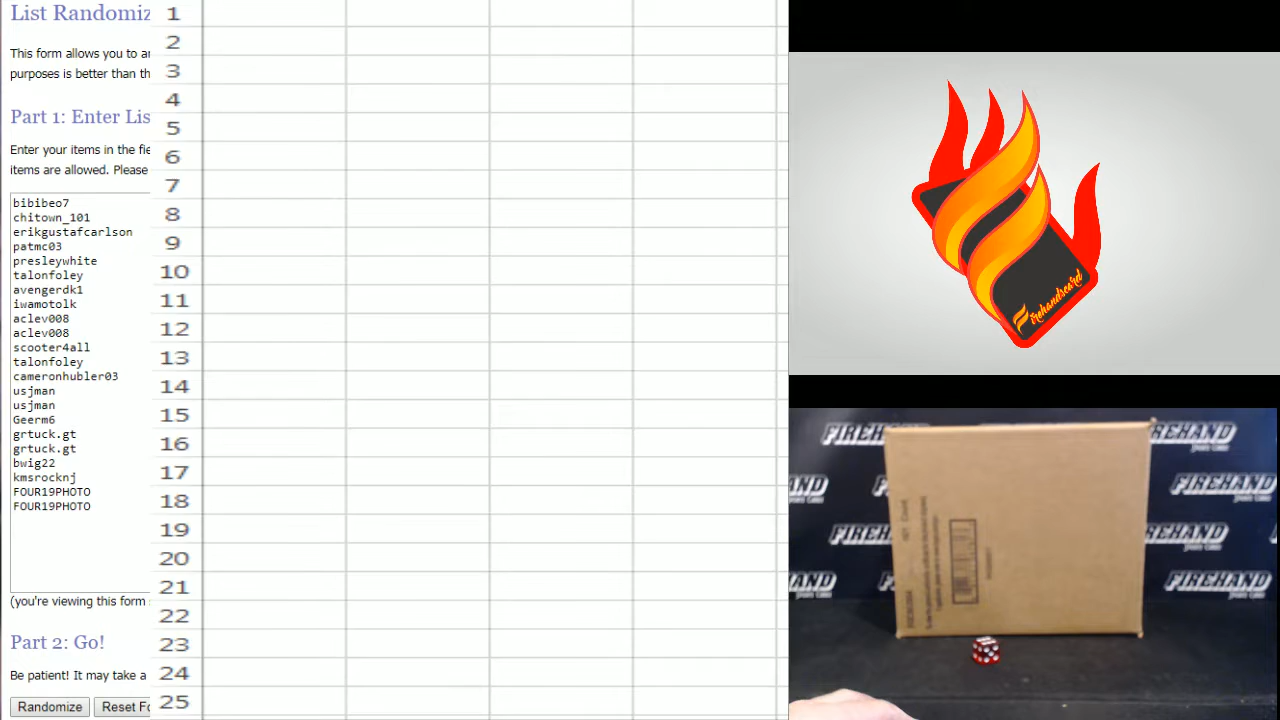 List Randomiz
This form allows you to ar
purposes is better than th
Part 1: Enter Lis
Enter your items in the fie
items are allowed. Please
bibibeo7
chitown_101
erikgustafcarlson
patmc03
presleywhite
talonfoley
avengerdk1
iwamotolk
aclev008
aclev008
scooter4all
talonfoley
cameronhubler03
usjman
usjman
Geerm6
grtuck.gt
grtuck.gt
bwig22
kmsrocknj
FOUR19PHOTO
FOUR19PHOTO
(you're viewing this form
Part 2: Go!
Be patient! It may take a
Randomize
Reset Fo
1
2
3
4
5
6
7
8
9
10
11
12
13
14
15
16
17
18
19
20
21
22
23
24
25
Firehandscard
FIREHAND
FIREHAND
FIREHAND
FIREHAND
FIREHAND